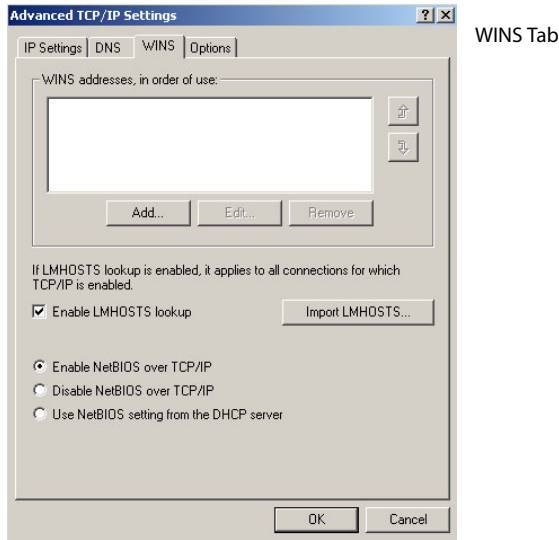 Advanced TCP/IP Settings
WINS Tab
IP Settings DNS WINS Options
WINS addresses, in order of use:
Add... Edit... Remove
If LMHOSTS lookup is enabled, it applies to all connections for which
TCP/IP is enabled.
Enable LMHOSTS lookup Import LMHOSTS...
Enable NetBIOS over TCP/IP
Disable NetBIOS over TCP/IP
Use NetBIOS setting from the DHCP server
OK Cancel